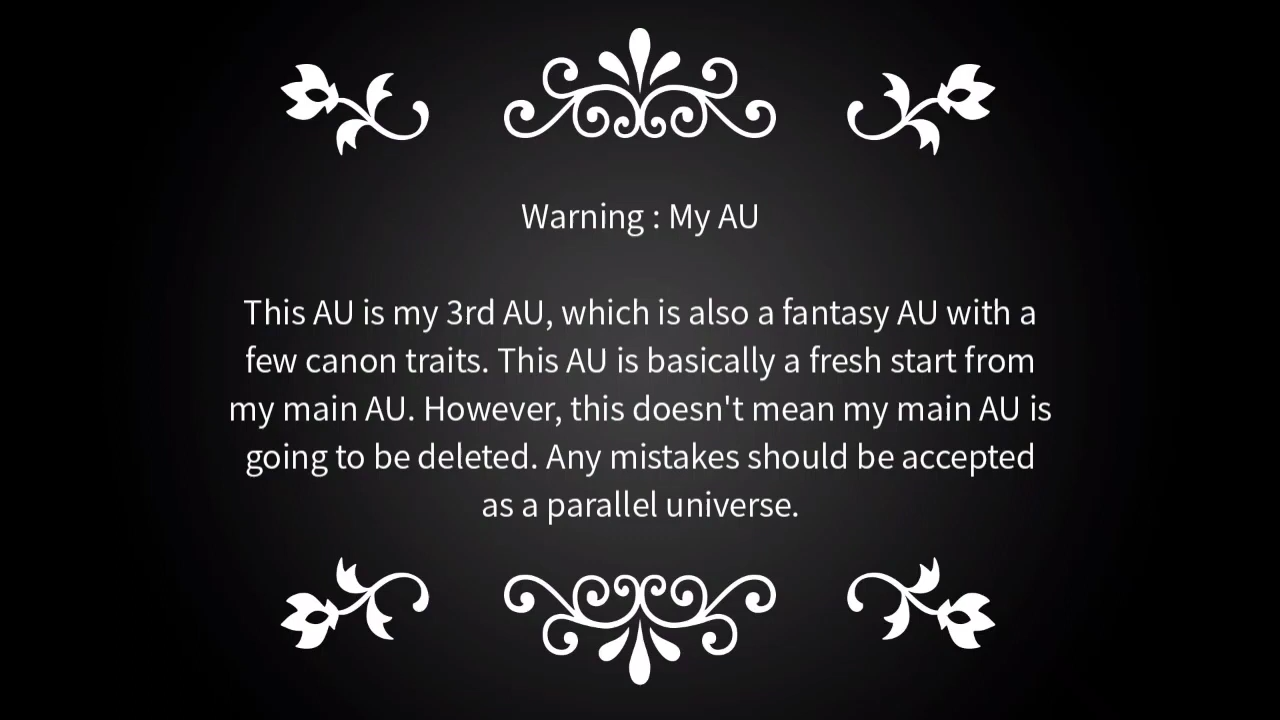 Warning : My AU
This AU is my 3rd AU, which is also a fantasy AU with a
few canon traits. This AU is basically a fresh start from
my main AU. However, this doesn't mean my main AU is
going to be deleted. Any mistakes should be accepted
as a parallel universe.